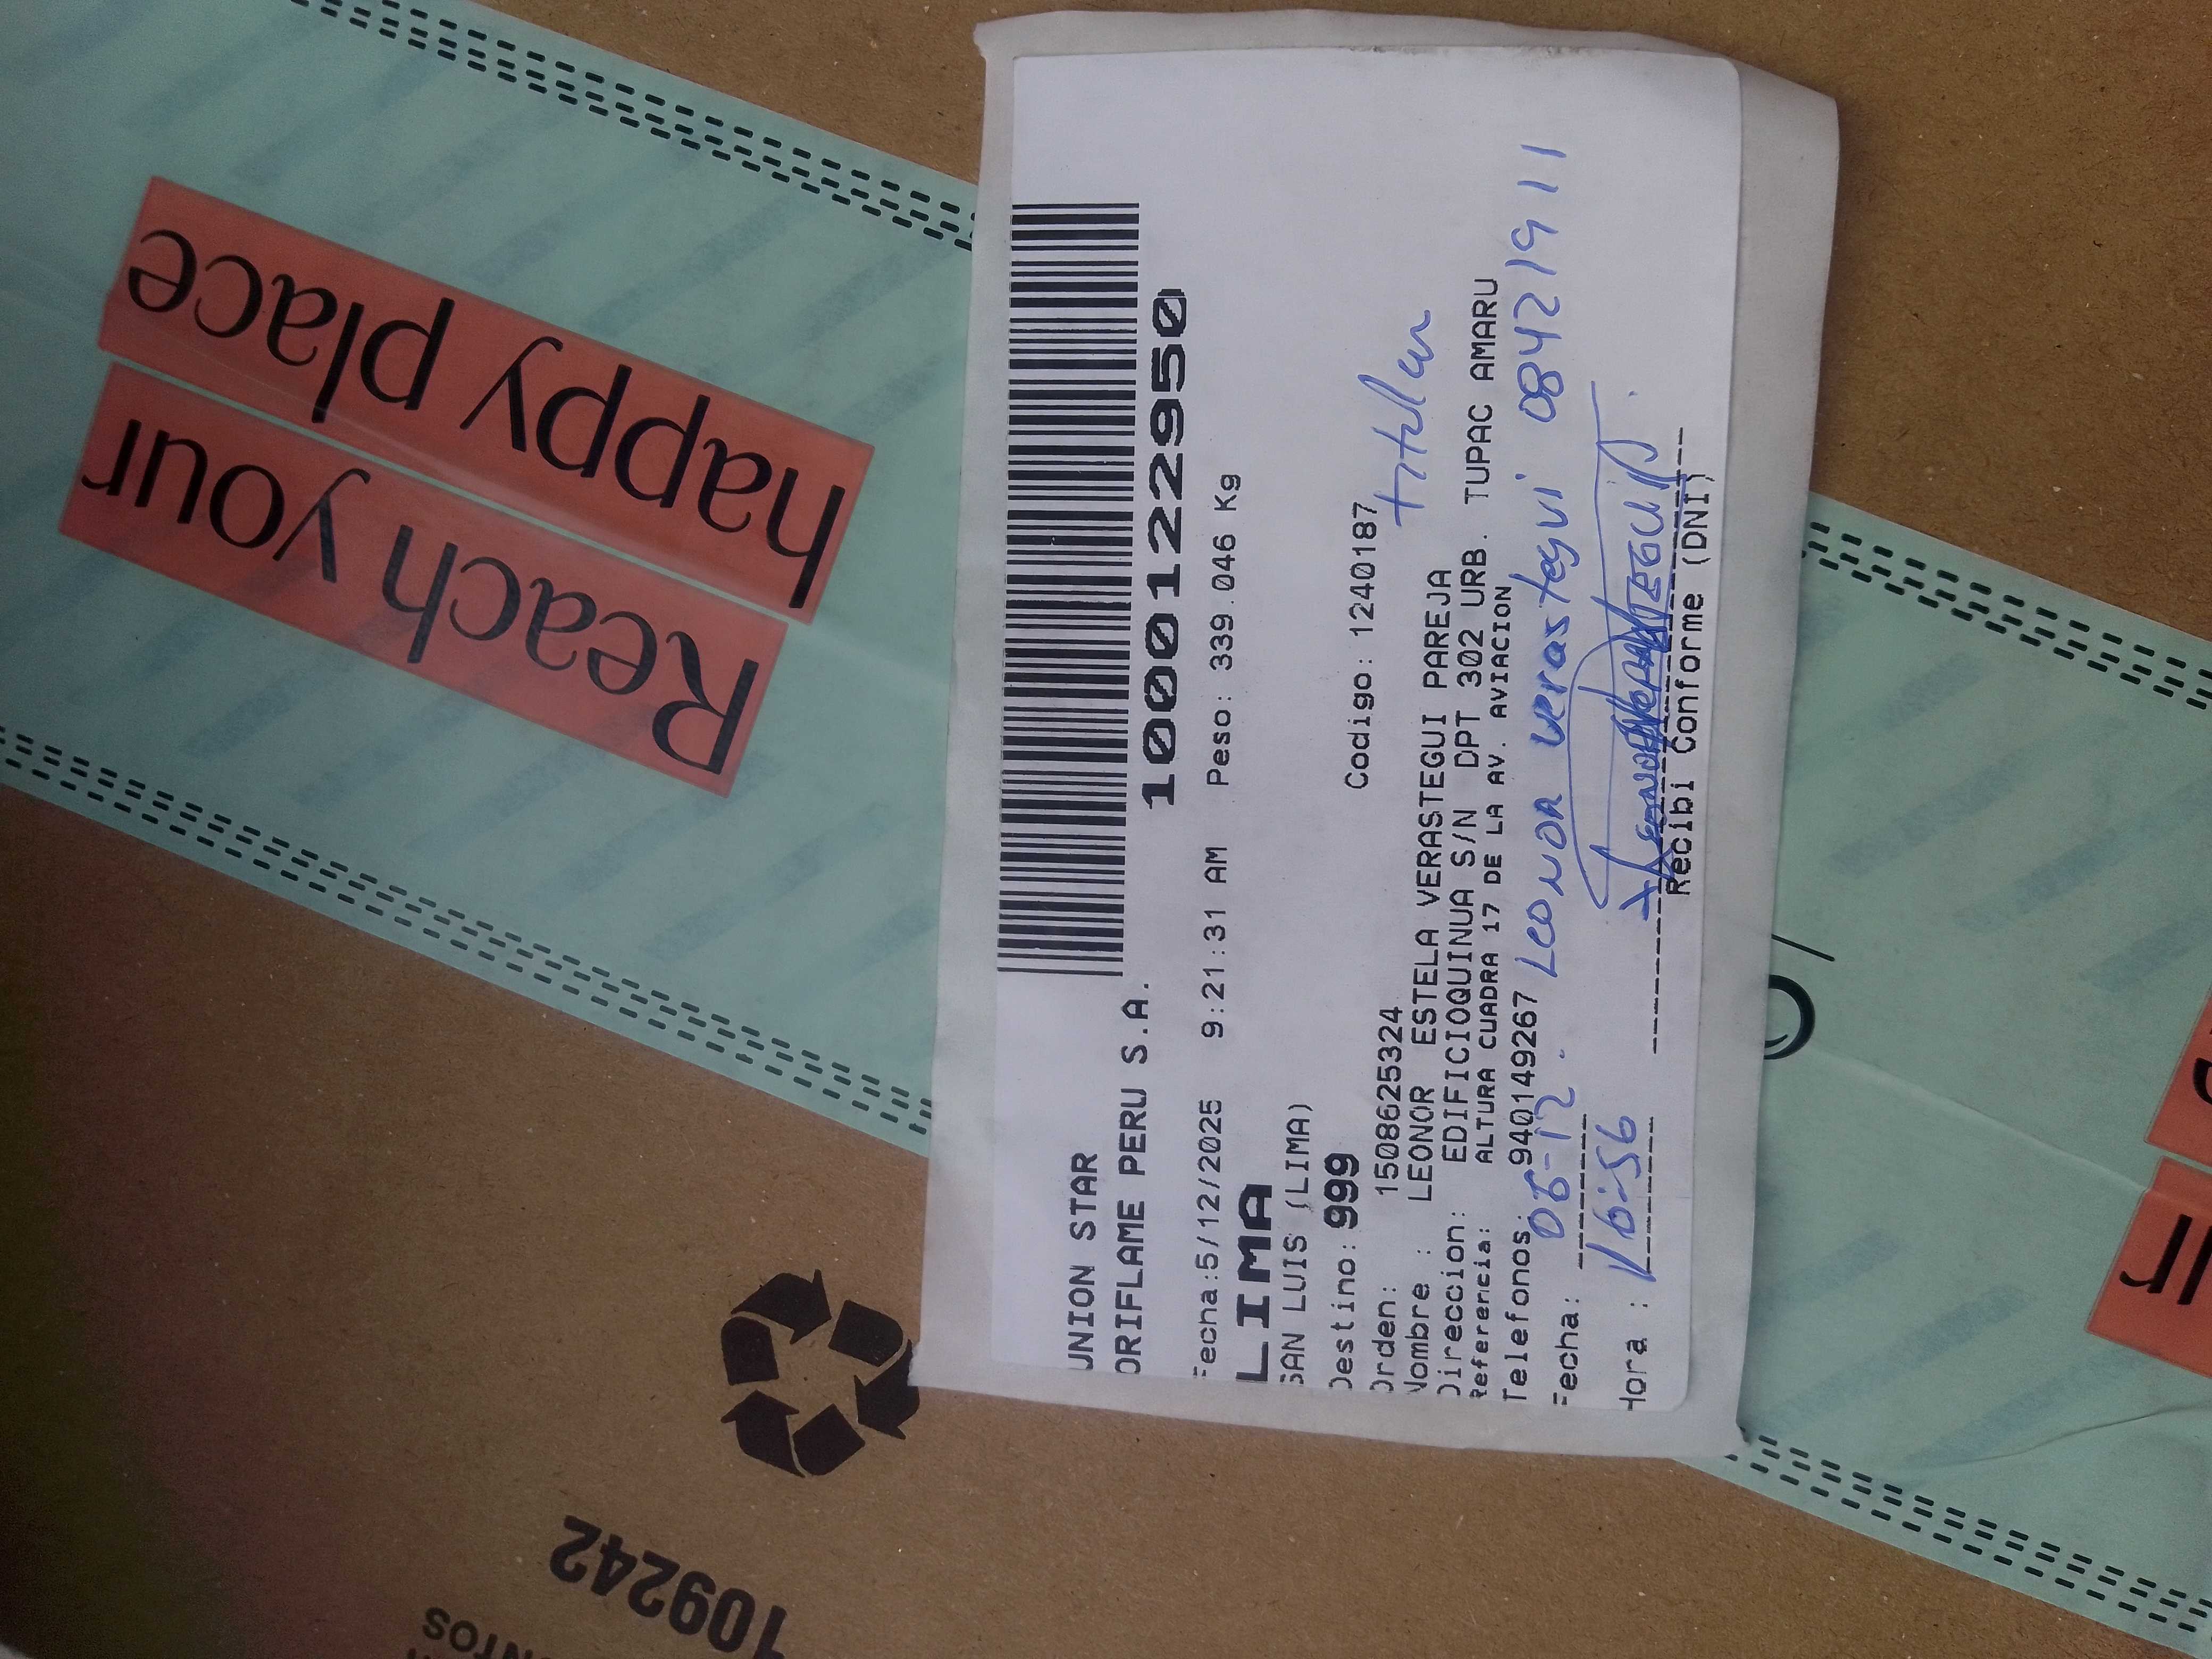 Reach your
happy place
UNION STAR
ORIFLAME PERU S.A.
1000122950
Fecha:5/12/2025 9:21:31 AM Peso: 339.046 Kg
LIMA
SAN LUIS (LIMA)
Destino: 999
Codigo: 1240187
titular
Orden: 1508625324
Nombre : LEONOR ESTELA VERASTEGUI PAREJA
Direccion: EDIFICIOQUINUA S/N DPT 302 URB. TUPAC AMARU
Referencia: ALTURA CUADRA 17 DE LA AV. AVIACION
Telefonos: 940149267
Leonor verastegui 08421911
Fecha: 06-12.
Hora : 16:56
Recibi Conforme (DNI)
109242